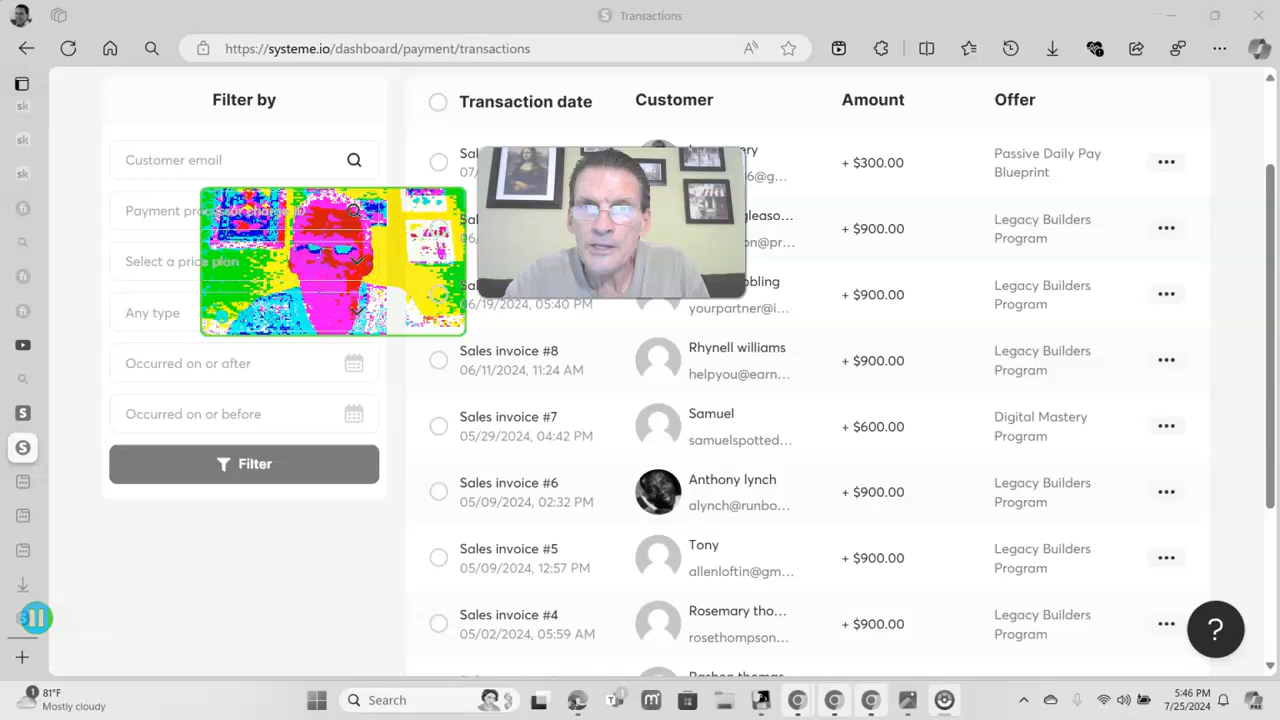 Transactions
https://systeme.io/dashboard/payment/transactions
Filter by
Customer email
Payment processor charge ID
Select a price plan
Any type
Occurred on or after
Occurred on or before
Filter
Transaction date Customer Amount Offer
+ $300.00 Passive Daily Pay
Blueprint
+ $900.00 Legacy Builders
Program
+ $900.00 Legacy Builders
06/19/2024, 05:40 PM yourpartner@i... Program
Sales invoice #8 Rhynell williams + $900.00 Legacy Builders
06/11/2024, 11:24 AM helpyou@earn... Program
Sales invoice #7 Samuel + $600.00 Digital Mastery
05/29/2024, 04:42 PM samuelspotted... Program
Sales invoice #6 Anthony lynch + $900.00 Legacy Builders
05/09/2024, 02:32 PM alynch@runbo... Program
Sales invoice #5 Tony + $900.00 Legacy Builders
05/09/2024, 12:57 PM allenloftin@gm... Program
Sales invoice #4 Rosemary tho... + $900.00 Legacy Builders
05/02/2024, 05:59 AM rosethompson... Program
?
sk
sk
sk
81°F
Mostly cloudy
Search
5:46 PM
7/25/2024